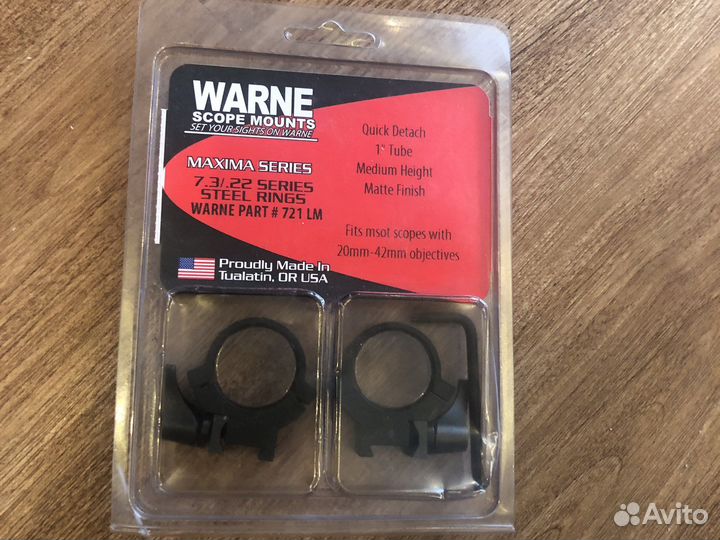 WARNE
SCOPE MOUNTS
SET YOUR SIGHTS ON WARNE
MAXIMA SERIES
7.3/.22 SERIES
STEEL RINGS
WARNE PART # 721 LM
Proudly Made In
Tualatin, OR USA
Quick Detach
1" Tube
Medium Height
Matte Finish
Fits msot scopes with
20mm-42mm objectives
Avito